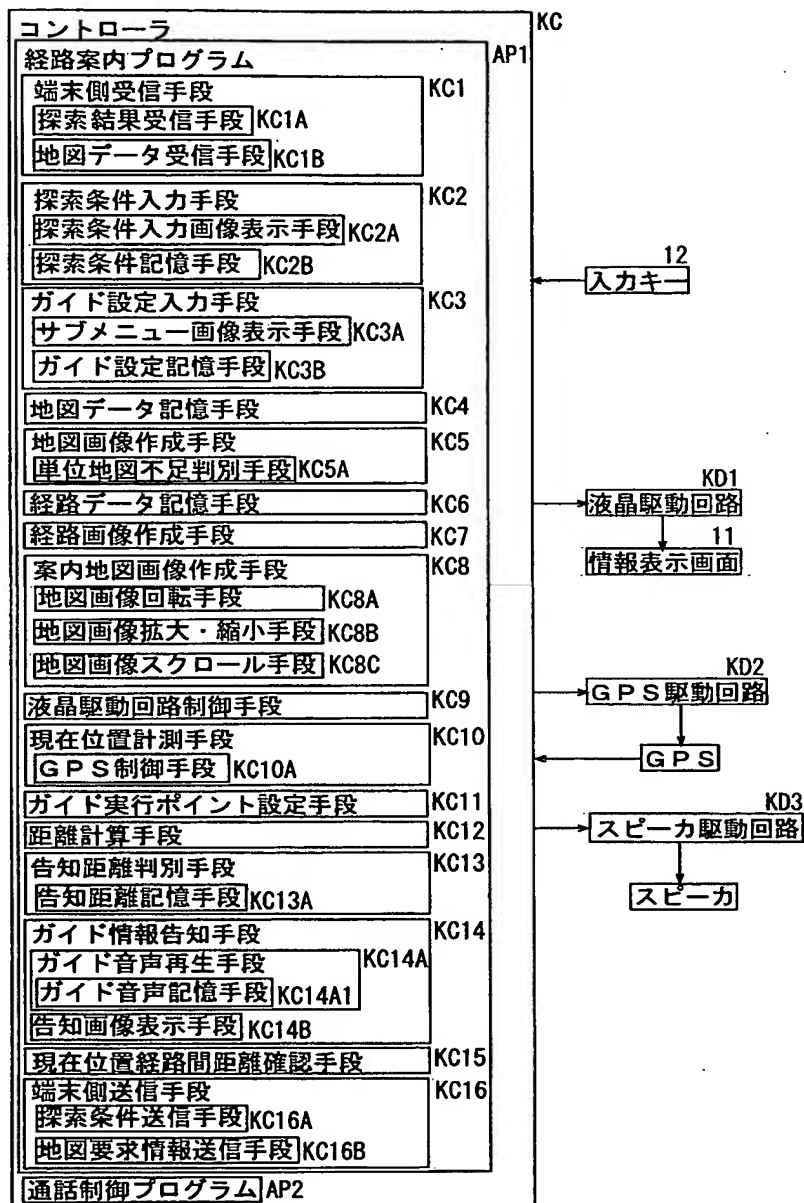 コントローラ KC
経路案内プログラム AP1
端末側受信手段 KC1
探索結果受信手段 KC1A
地図データ受信手段 KC1B
探索条件入力手段 KC2
探索条件入力画像表示手段 KC2A
探索条件記憶手段 KC2B
ガイド設定入力手段 KC3
サブメニュー画像表示手段 KC3A
ガイド設定記憶手段 KC3B
地図データ記憶手段 KC4
地図画像作成手段 KC5
単位地図不足判別手段 KC5A
経路データ記憶手段 KC6
経路画像作成手段 KC7
案内地図画像作成手段 KC8
地図画像回転手段 KC8A
地図画像拡大・縮小手段 KC8B
地図画像スクロール手段 KC8C
液晶駆動回路制御手段 KC9
現在位置計測手段 KC10
GPS制御手段 KC10A
ガイド実行ポイント設定手段 KC11
距離計算手段 KC12
告知距離判別手段 KC13
告知距離記憶手段 KC13A
ガイド情報告知手段 KC14
ガイド音声再生手段 KC14A
ガイド音声記憶手段 KC14A1
告知画像表示手段 KC14B
現在位置経路間距離確認手段 KC15
端末側送信手段 KC16
探索条件送信手段 KC16A
地図要求情報送信手段 KC16B
通話制御プログラム AP2
12
入力キー
KD1
液晶駆動回路
11
情報表示画面
KD2
GPS駆動回路
GPS
KD3
スピーカ駆動回路
スピーカ